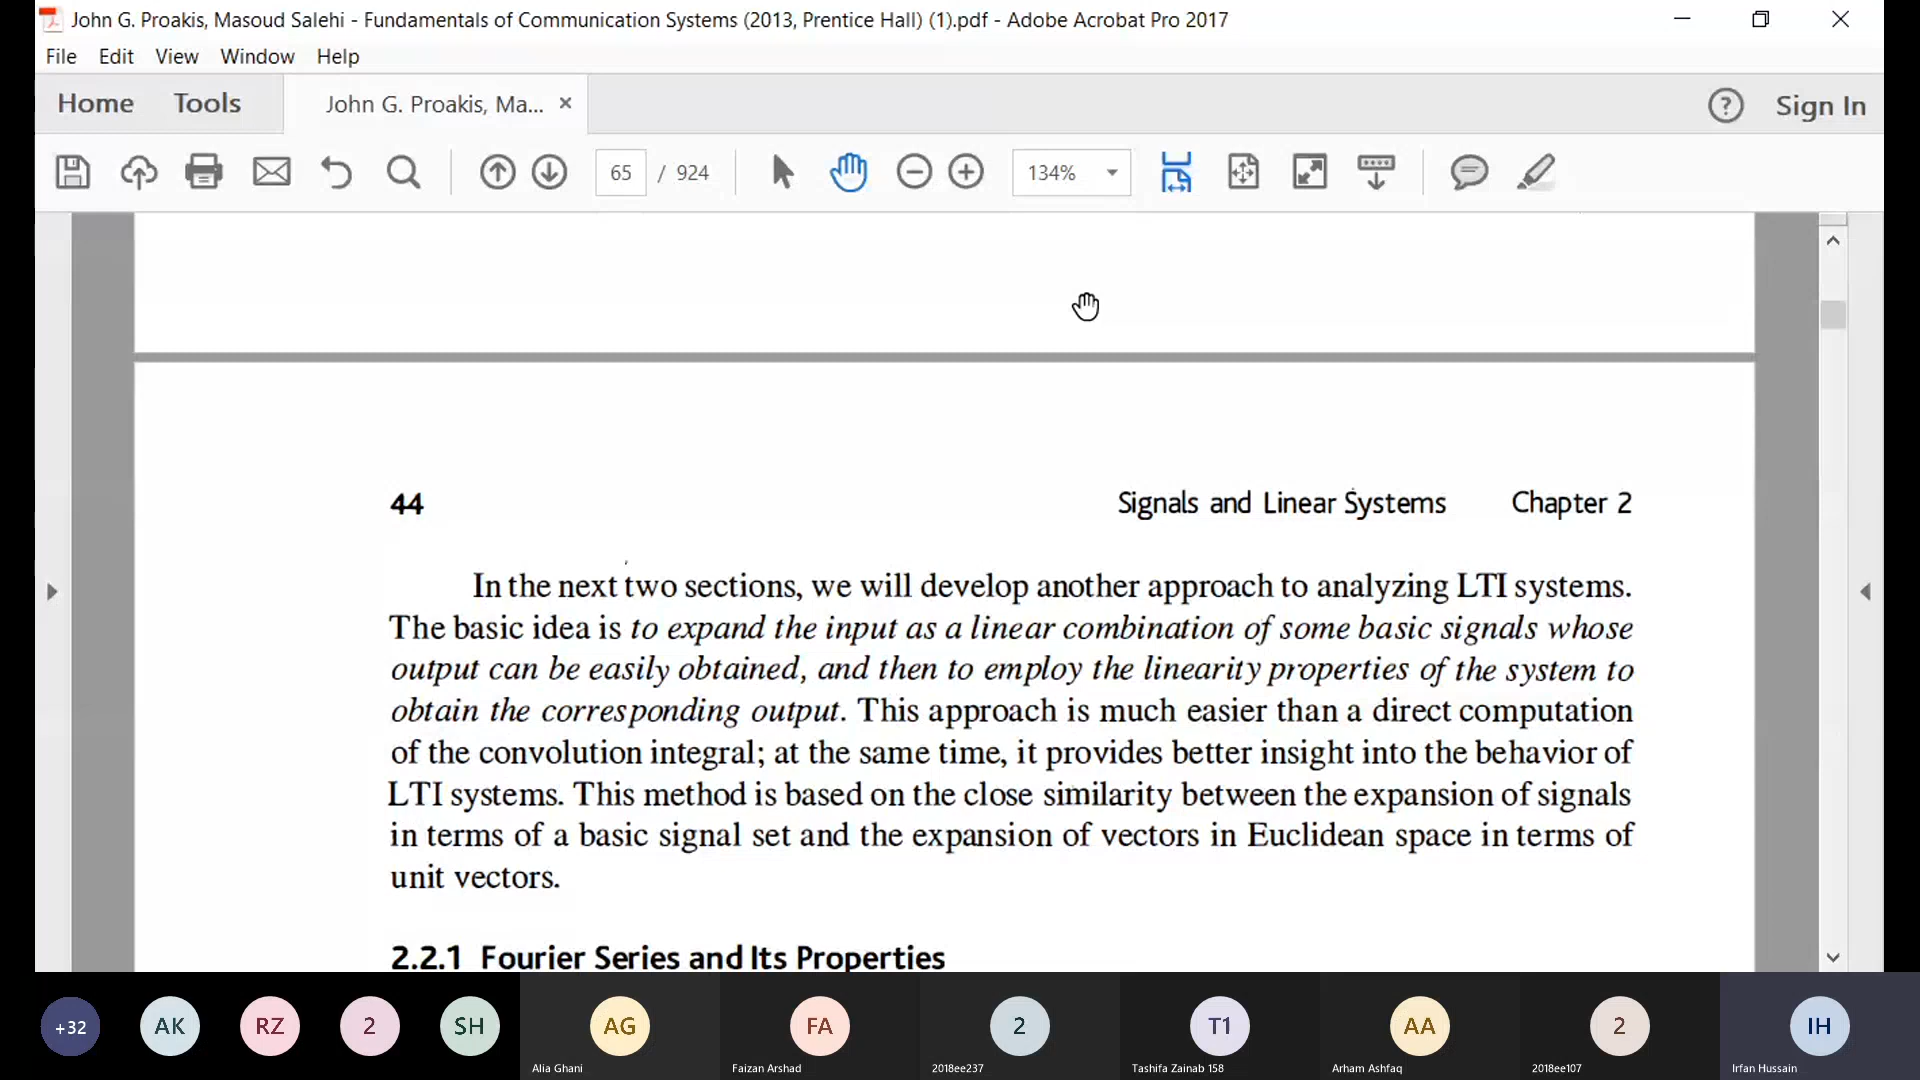 John G. Proakis, Masoud Salehi - Fundamentals of Communication Systems (2013, Prentice Hall) (1).pdf - Adobe Acrobat Pro 2017
File Edit View Window Help
Home Tools John G. Proakis, Ma... × ? Sign In
65 / 924 134%
44 Signals and Linear Systems Chapter 2
In the next two sections, we will develop another approach to analyzing LTI systems.
The basic idea is to expand the input as a linear combination of some basic signals whose
output can be easily obtained, and then to employ the linearity properties of the system to
obtain the corresponding output. This approach is much easier than a direct computation
of the convolution integral; at the same time, it provides better insight into the behavior of
LTI systems. This method is based on the close similarity between the expansion of signals
in terms of a basic signal set and the expansion of vectors in Euclidean space in terms of
unit vectors.
2.2.1 Fourier Series and Its Properties
+32 AK RZ 2 SH AG FA 2 T1 AA 2 IH
Alia Ghani Faizan Arshad 2018ee237 Tashifa Zainab 158 Arham Ashfaq 2018ee107 Irfan Hussain